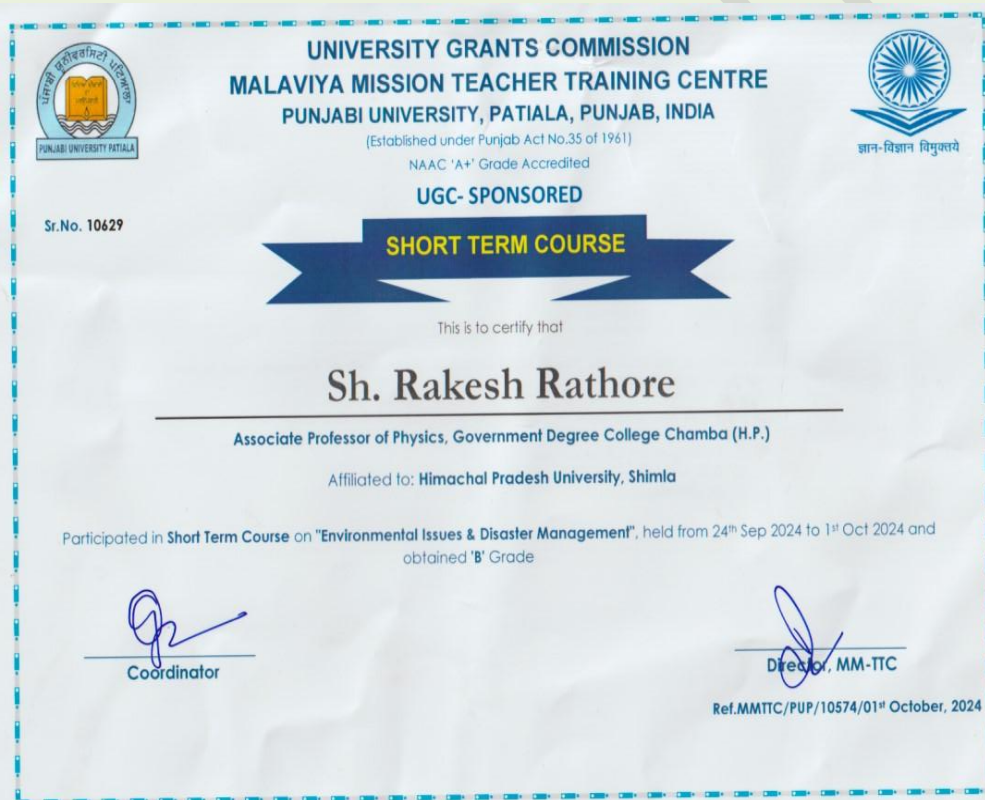 ਪੰਜਾਬੀ ਯੂਨੀਵਰਸਿਟੀ ਪਟਿਆਲਾ
PUNJABI UNIVERSITY PATIALA
UNIVERSITY GRANTS COMMISSION
MALAVIYA MISSION TEACHER TRAINING CENTRE
PUNJABI UNIVERSITY, PATIALA, PUNJAB, INDIA
(Established under Punjab Act No.35 of 1961)
NAAC 'A+' Grade Accredited
ज्ञान-विज्ञान विमुक्तये
UGC- SPONSORED
Sr.No. 10629
SHORT TERM COURSE
This is to certify that
Sh. Rakesh Rathore
Associate Professor of Physics, Government Degree College Chamba (H.P.)
Affiliated to: Himachal Pradesh University, Shimla
Participated in Short Term Course on "Environmental Issues & Disaster Management", held from 24th Sep 2024 to 1st Oct 2024 and
obtained 'B' Grade
Coordinator
Director, MM-TTC
Ref.MMTTC/PUP/10574/01st October, 2024